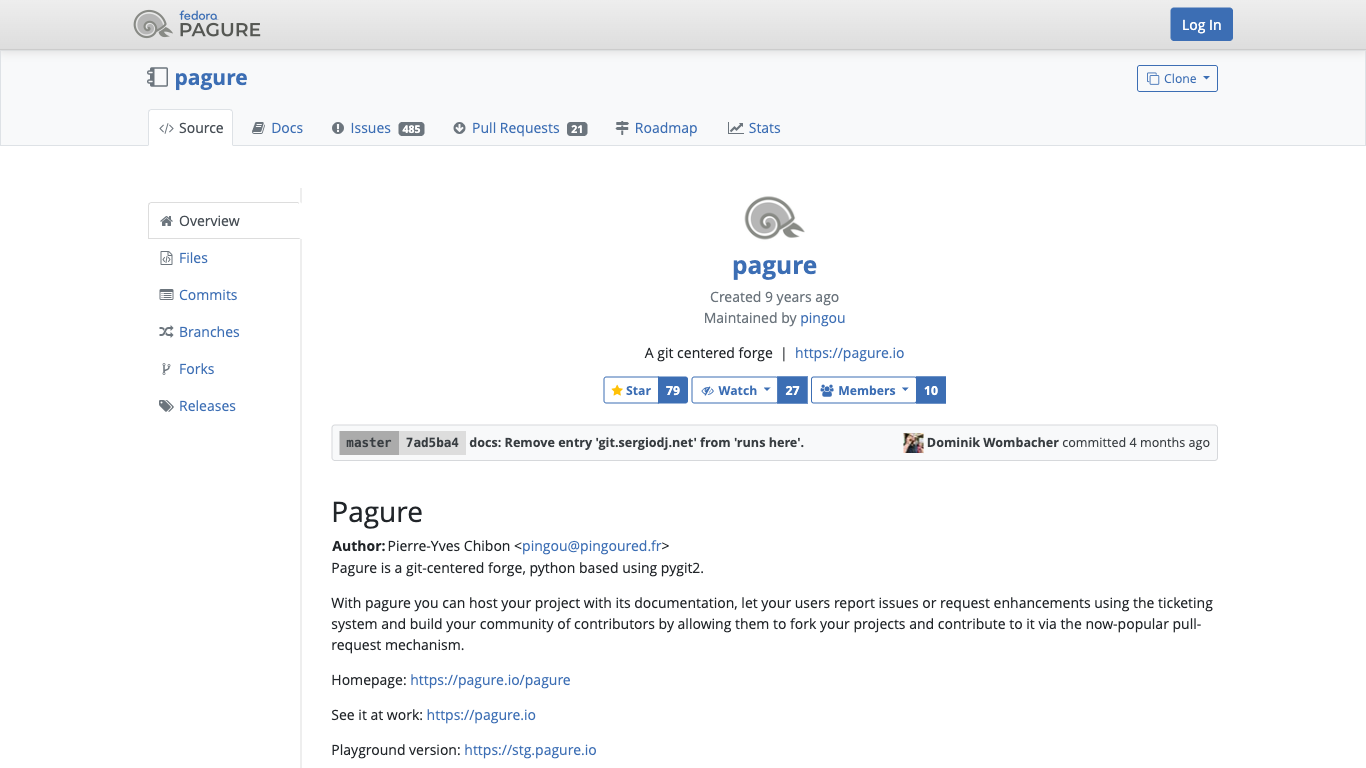 fedora
PAGURE
Log In
pagure
Clone
Source
Docs
Issues 485
Pull Requests 21
Roadmap
Stats
Overview
Files
Commits
Branches
Forks
Releases
pagure
Created 9 years ago
Maintained by pingou
A git centered forge | https://pagure.io
Star 79 Watch 27 Members 10
master 7ad5ba4 docs: Remove entry 'git.sergiodj.net' from 'runs here'. Dominik Wombacher committed 4 months ago
Pagure
Author: Pierre-Yves Chibon <pingou@pingoured.fr>
Pagure is a git-centered forge, python based using pygit2.
With pagure you can host your project with its documentation, let your users report issues or request enhancements using the ticketing
system and build your community of contributors by allowing them to fork your projects and contribute to it via the now-popular pull-
request mechanism.
Homepage: https://pagure.io/pagure
See it at work: https://pagure.io
Playground version: https://stg.pagure.io